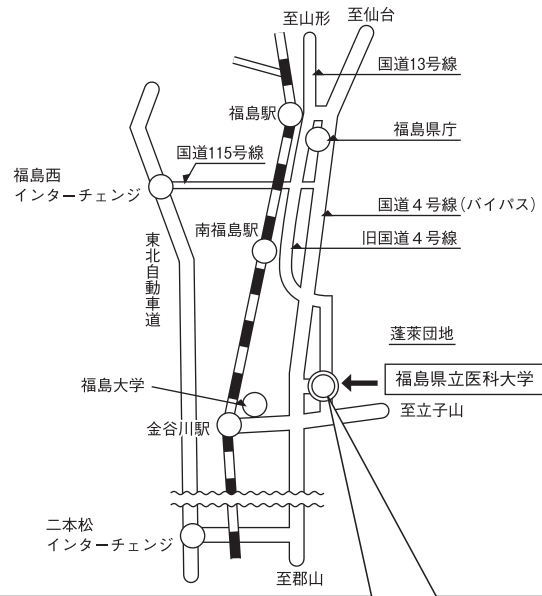 至山形
至仙台
国道13号線
福島駅
福島県庁
国道115号線
福島西
インターチェンジ
国道4号線(バイパス)
南福島駅
旧国道4号線
東北自動車道
蓬萊団地
福島県立医科大学
福島大学
至立子山
金谷川駅
二本松
インターチェンジ
至郡山